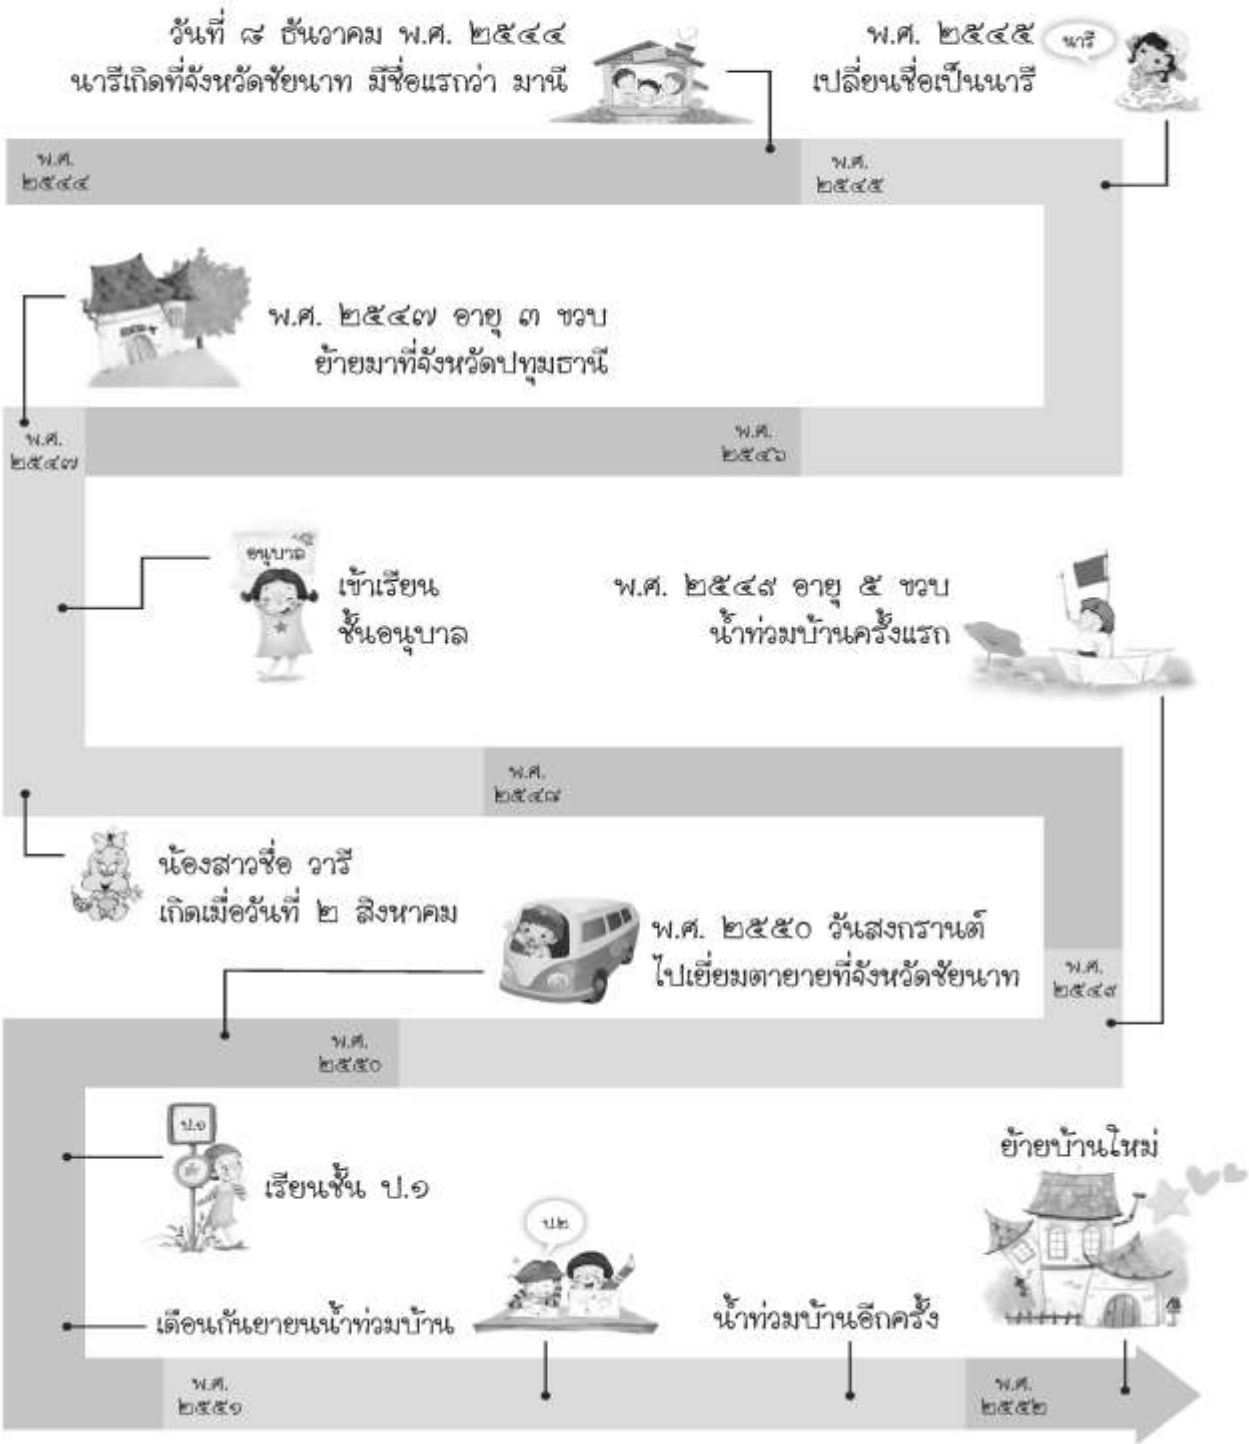 วันที่ ๘ ธันวาคม พ.ศ. ๒๕๔๔
นารีเกิดที่จังหวัดชัยนาท มีชื่อแรกว่า มานี
พ.ศ. ๒๕๔๕
เปลี่ยนชื่อเป็นนารี
นารี
พ.ศ.
๒๕๔๔
พ.ศ.
๒๕๔๕
พ.ศ. ๒๕๔๗ อายุ ๓ ขวบ
ย้ายมาที่จังหวัดปทุมธานี
พ.ศ.
๒๕๔๗
พ.ศ.
๒๕๔๖
อนุบาล
เข้าเรียน
ชั้นอนุบาล
พ.ศ. ๒๕๔๙ อายุ ๕ ขวบ
น้ำท่วมบ้านครั้งแรก
พ.ศ.
๒๕๔๘
น้องสาวชื่อ วารี
เกิดเมื่อวันที่ ๒ สิงหาคม
พ.ศ. ๒๕๕๐ วันสงกรานต์
ไปเยี่ยมตายายที่จังหวัดชัยนาท
พ.ศ.
๒๕๔๙
พ.ศ.
๒๕๕๐
ป.๑
เรียนชั้น ป.๑
ย้ายบ้านใหม่
ป.๒
เดือนกันยายนน้ำท่วมบ้าน
น้ำท่วมบ้านอีกครั้ง
พ.ศ.
๒๕๕๑
พ.ศ.
๒๕๕๒